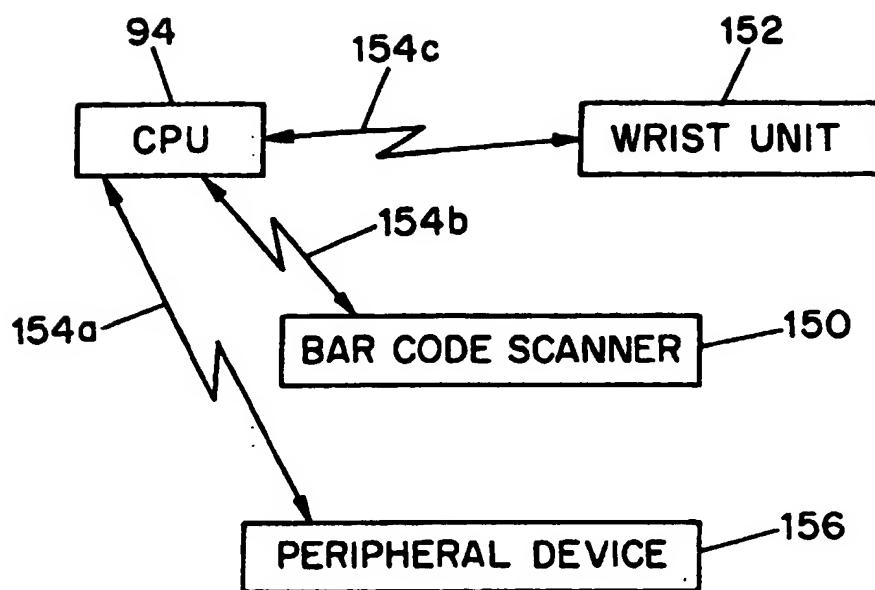 94
154c
152
CPU
WRIST UNIT
154b
154a
BAR CODE SCANNER
150
PERIPHERAL DEVICE
156